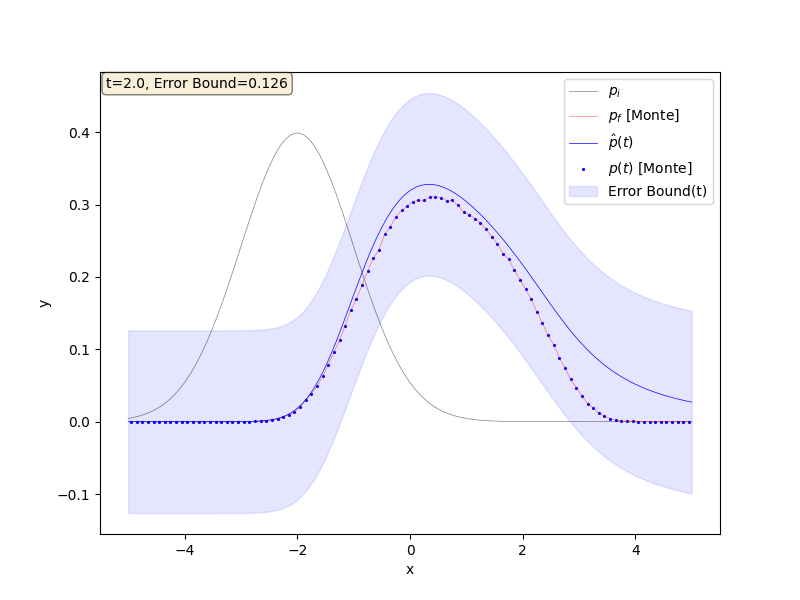 t=2.0, Error Bound=0.126
p_i
p_f [Monte]
p̂(t)
p(t) [Monte]
Error Bound(t)
0.4
0.3
0.2
0.1
0.0
−0.1
y
−4
−2
0
2
4
x